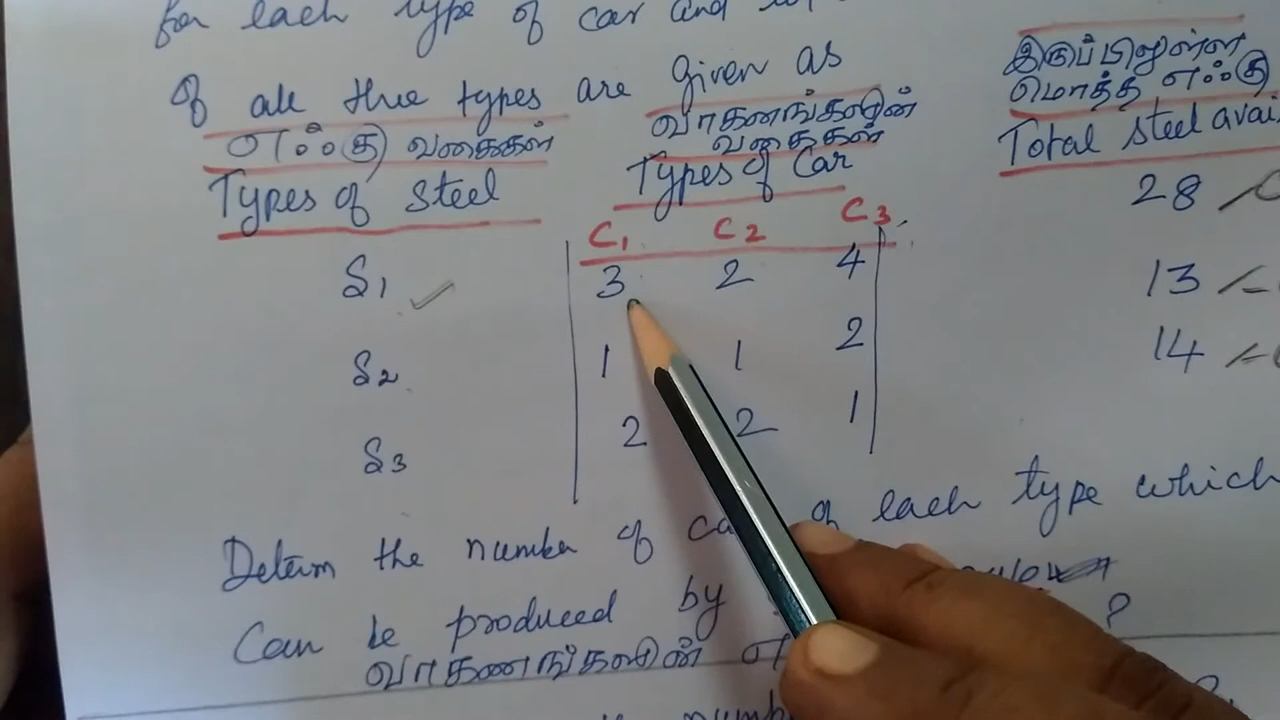 for each type of car and
of all thre types are given as
எஃகு வகைகள்
வாகனங்களின்
வகைகள்
இருப்பிலுள்ள
மொத்த எஃகு
Types of Steel
Types of Car
Total steel avai
C1 C2 C3
S1 3 2 4 28
S2 1 1 2 13
S3 2 2 1 14
Determ the number of ca of each type which
Can be produced by ?
வாகணங்களின் எ